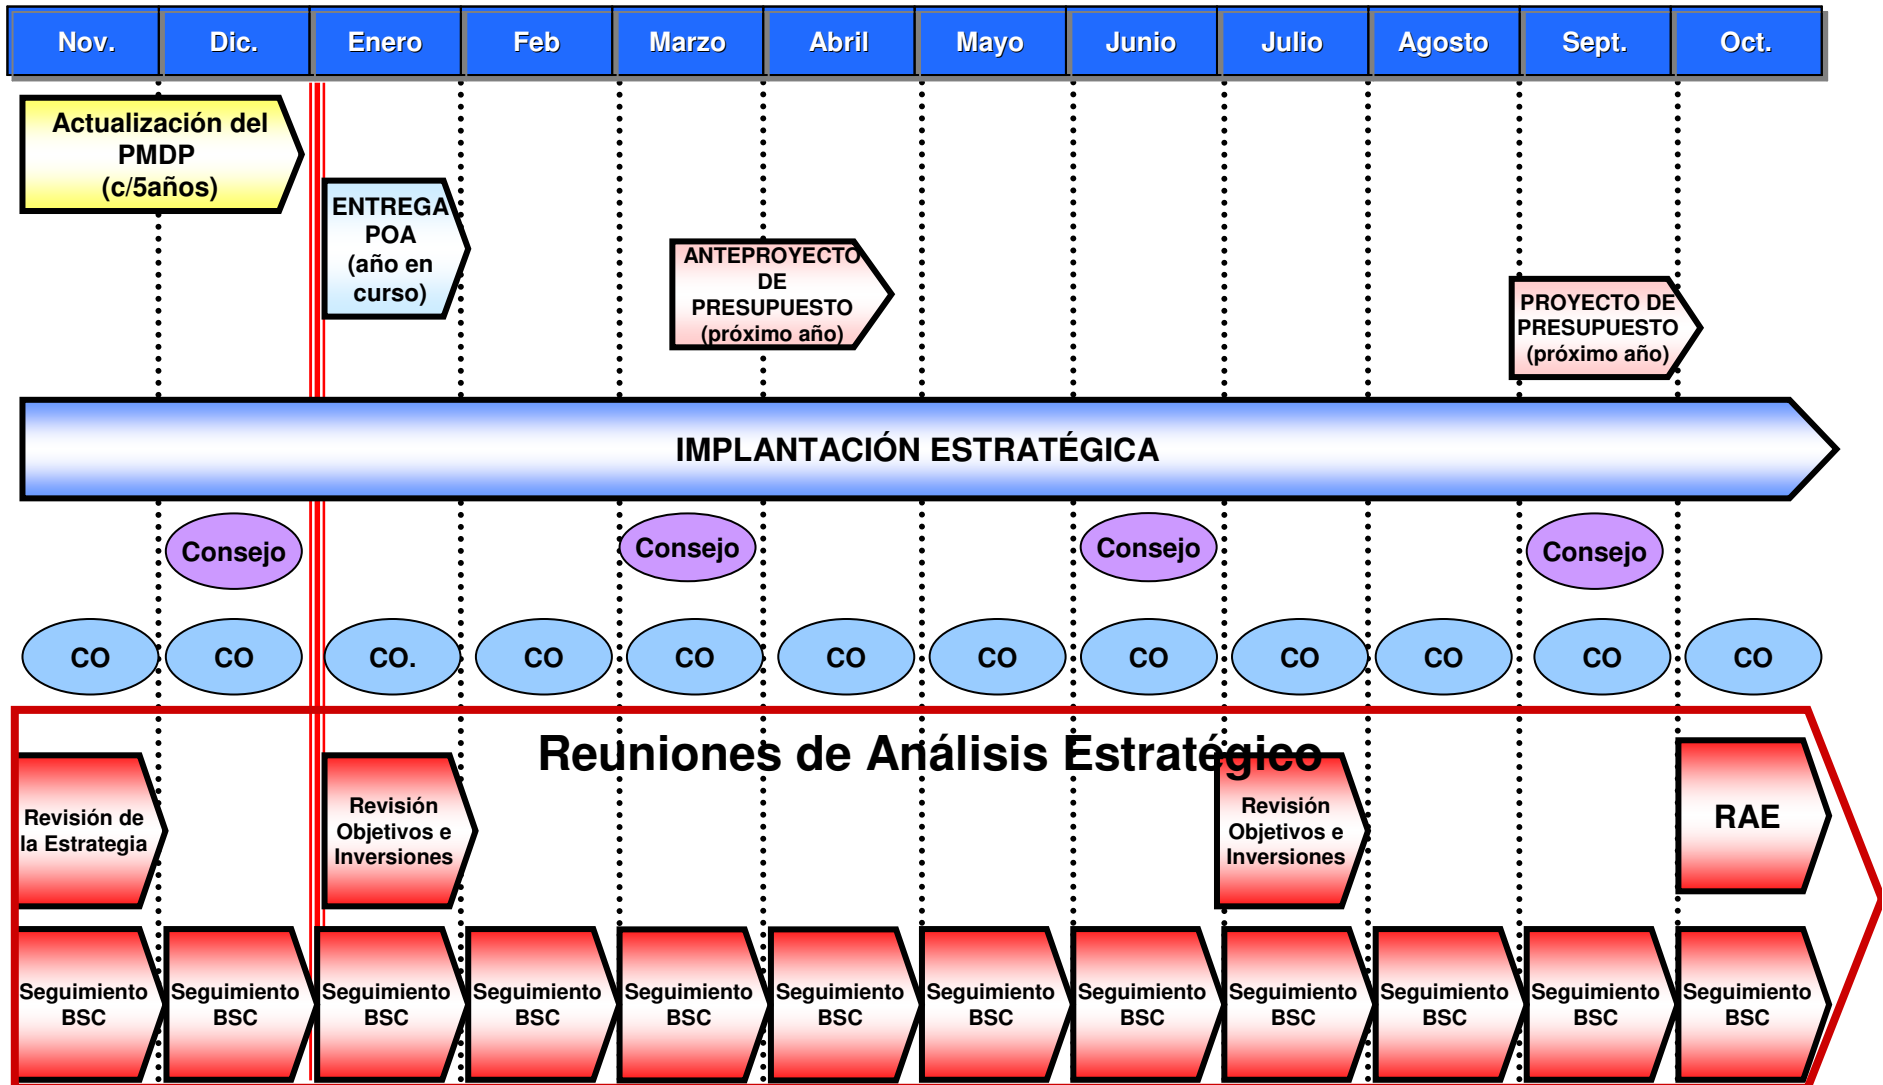 Nov. Dic. Enero Feb Marzo Abril Mayo Junio Julio Agosto Sept. Oct.
Actualización del
PMDP
(c/5años)
ENTREGA
POA
(año en
curso)
ANTEPROYECTO
DE
PRESUPUESTO
(próximo año)
PROYECTO DE
PRESUPUESTO
(próximo año)
IMPLANTACIÓN ESTRATÉGICA
Consejo Consejo Consejo Consejo
CO CO CO. CO CO CO CO CO CO CO CO CO
Reuniones de Análisis Estratégico
Revisión de
la Estrategia
Revisión
Objetivos e
Inversiones
Revisión
Objetivos e
Inversiones
RAE
Seguimiento
BSC
Seguimiento
BSC
Seguimiento
BSC
Seguimiento
BSC
Seguimiento
BSC
Seguimiento
BSC
Seguimiento
BSC
Seguimiento
BSC
Seguimiento
BSC
Seguimiento
BSC
Seguimiento
BSC
Seguimiento
BSC